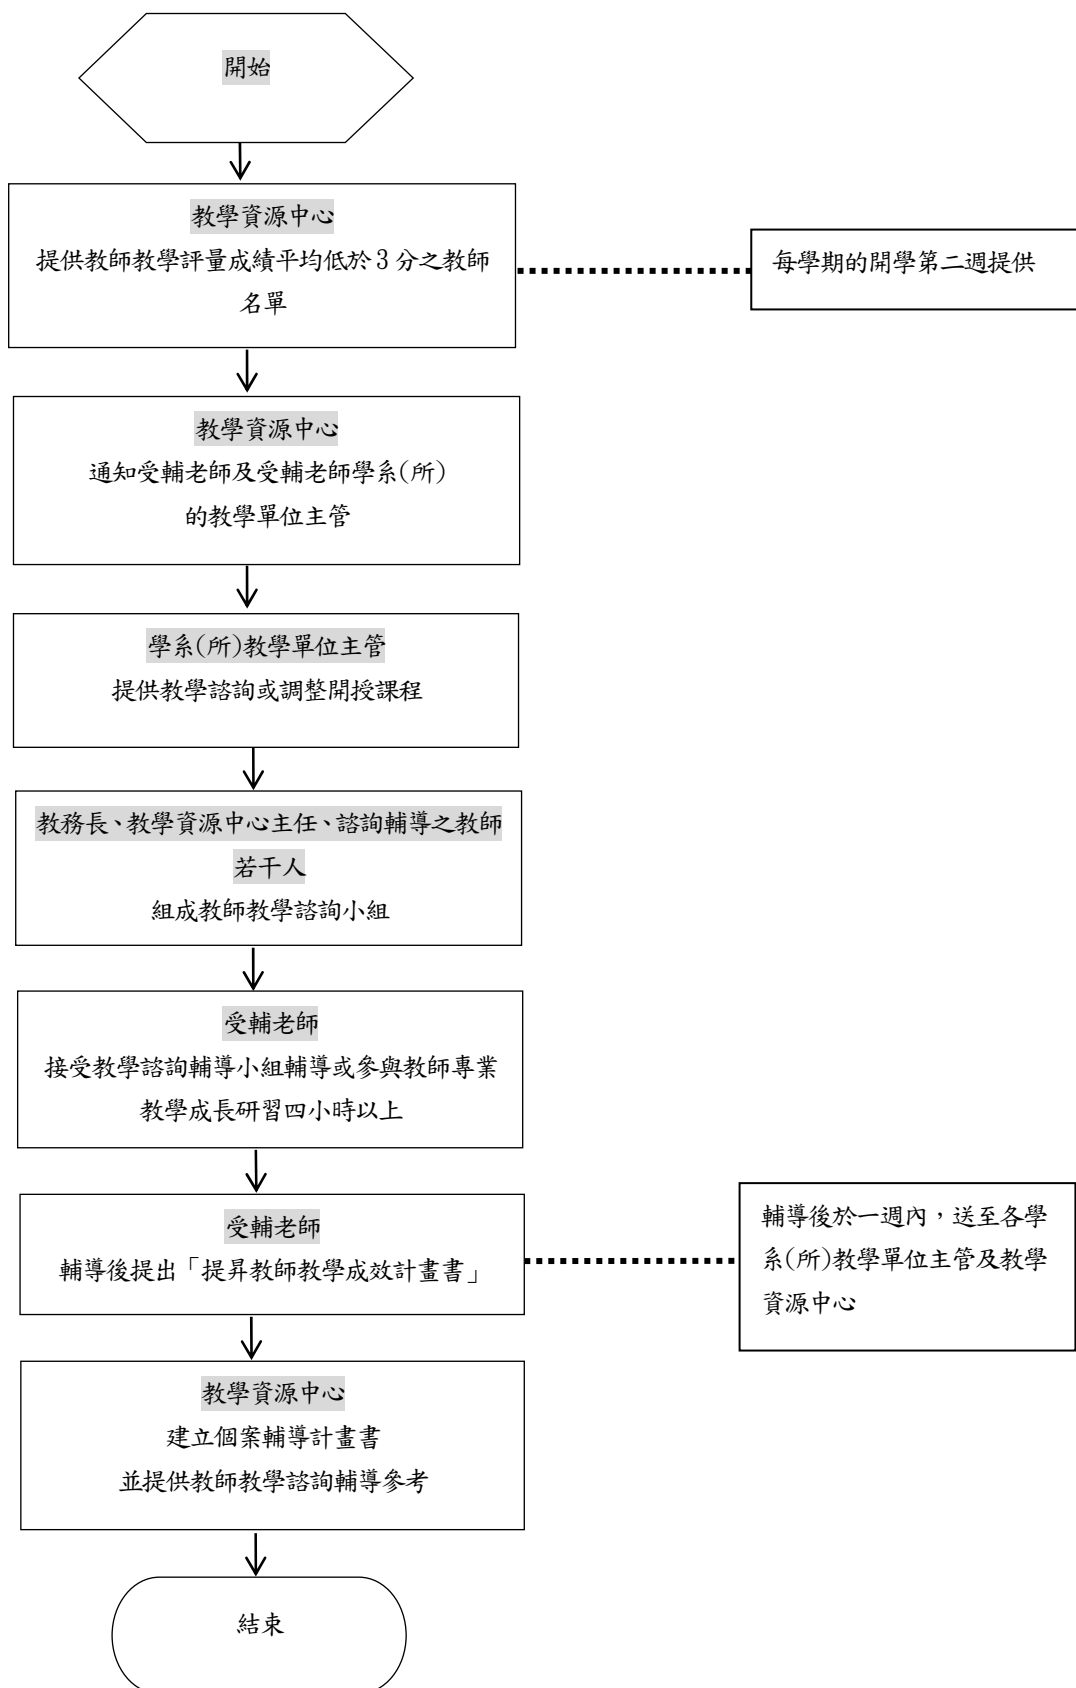 開始
教學資源中心
提供教師教學評量成績平均低於 3 分之教師
名單
每學期的開學第二週提供
教學資源中心
通知受輔老師及受輔老師學系(所)
的教學單位主管
學系(所)教學單位主管
提供教學諮詢或調整開授課程
教務長、教學資源中心主任、諮詢輔導之教師
若干人
組成教師教學諮詢小組
受輔老師
接受教學諮詢輔導小組輔導或參與教師專業
教學成長研習四小時以上
受輔老師
輔導後提出「提昇教師教學成效計畫書」
輔導後於一週內，送至各學
系(所)教學單位主管及教學
資源中心
教學資源中心
建立個案輔導計畫書
並提供教師教學諮詢輔導參考
結束